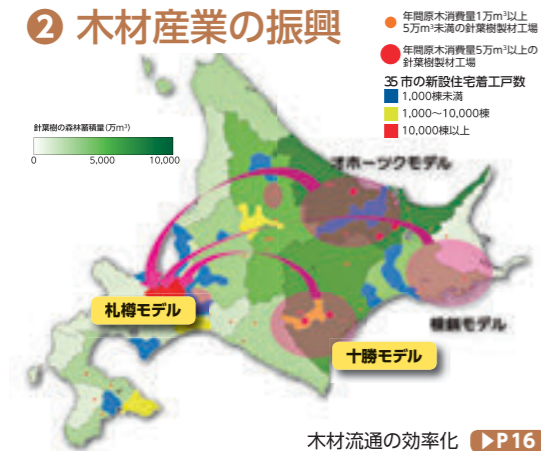 ❷ 木材産業の振興
年間原木消費量1万m³以上
5万m³未満の針葉樹製材工場
年間原木消費量5万m³以上の
針葉樹製材工場
35市の新設住宅着工戸数
1,000棟未満
1,000～10,000棟
10,000棟以上
針葉樹の森林蓄積量(万m³)
0 5,000 10,000
オホーツクモデル
札樽モデル
根釧モデル
十勝モデル
木材流通の効率化 ▶P16